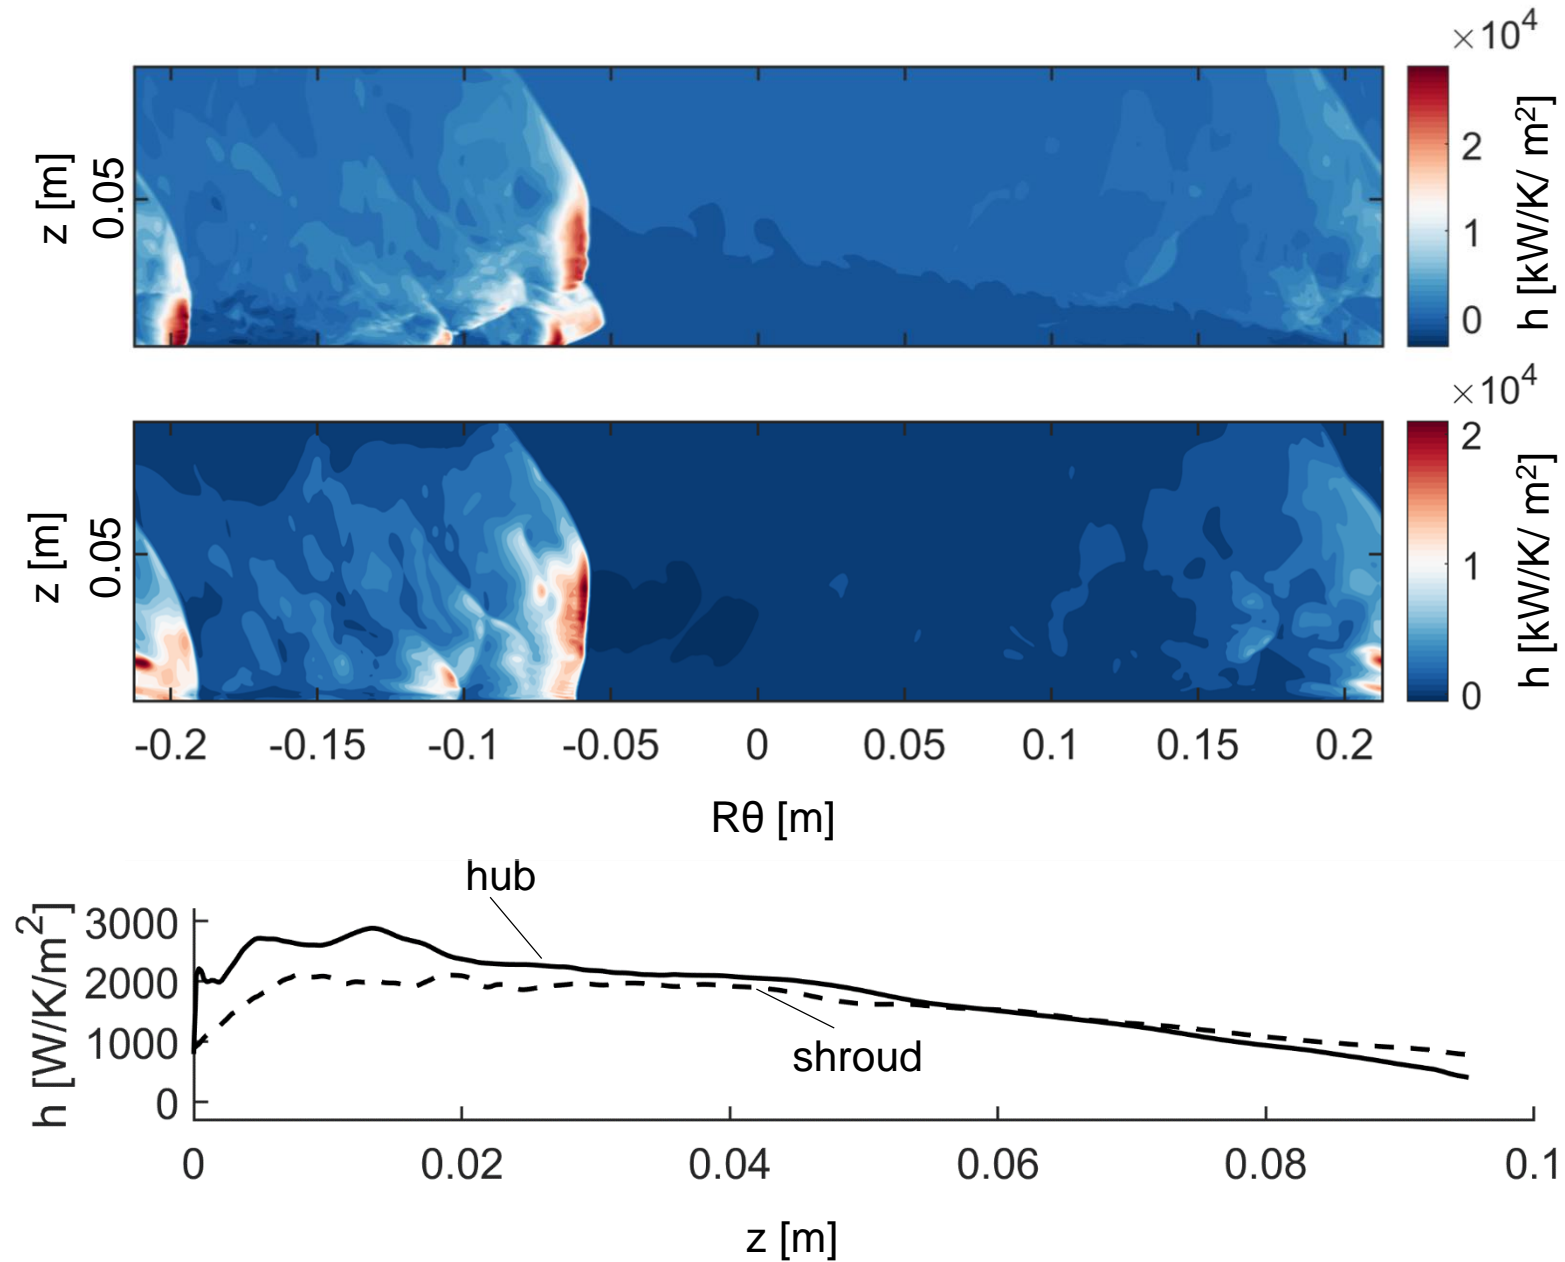 ×10⁴
z [m]
0.05
2
1
0
h [kW/K/ m²]
×10⁴
z [m]
0.05
2
1
0
h [kW/K/ m²]
-0.2 -0.15 -0.1 -0.05 0 0.05 0.1 0.15 0.2
Rθ [m]
hub
h [W/K/m²]
3000
2000
1000
0
shroud
0 0.02 0.04 0.06 0.08 0.1
z [m]